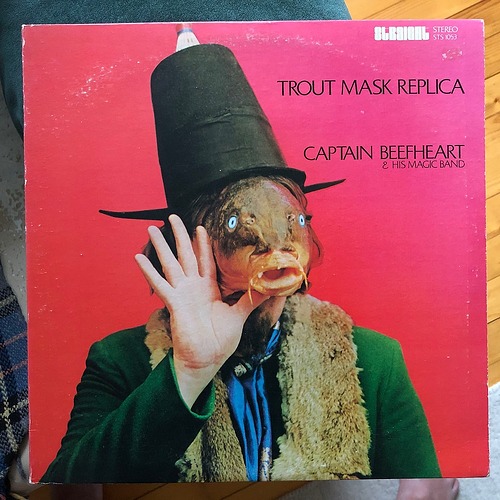 Straight
STEREO
STS 1053
TROUT MASK REPLICA
CAPTAIN BEEFHEART
& HIS MAGIC BAND